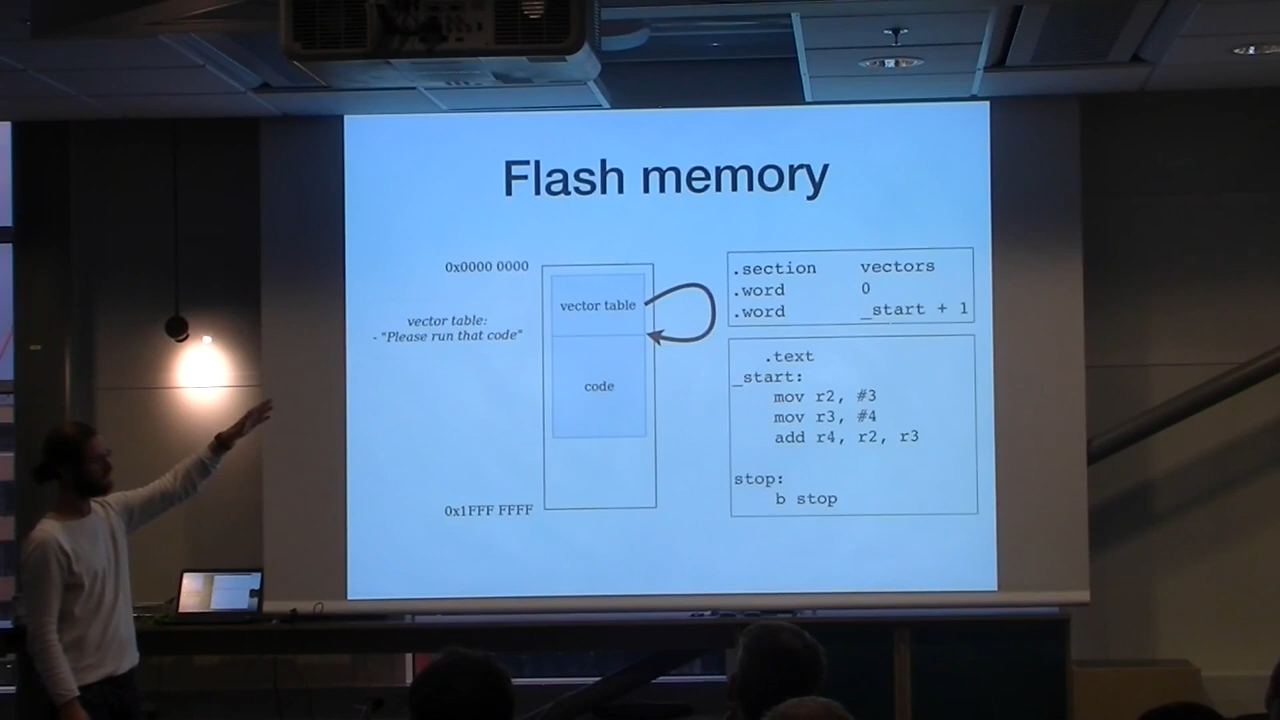 Flash memory
0x0000 0000
vector table:
- "Please run that code"
0x1FFF FFFF
vector table
code
.section vectors
.word 0
.word _start + 1
.text
_start:
mov r2, #3
mov r3, #4
add r4, r2, r3
stop:
b stop